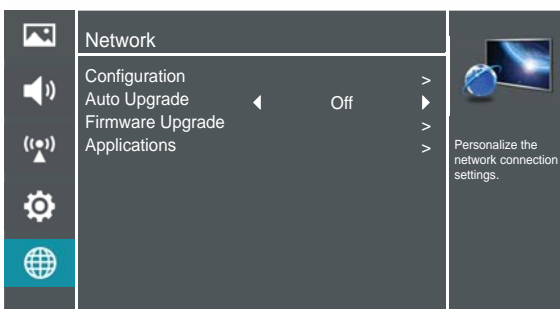 Network
Configuration >
Auto Upgrade Off
Firmware Upgrade >
Applications >
Personalize the
network connection
settings.